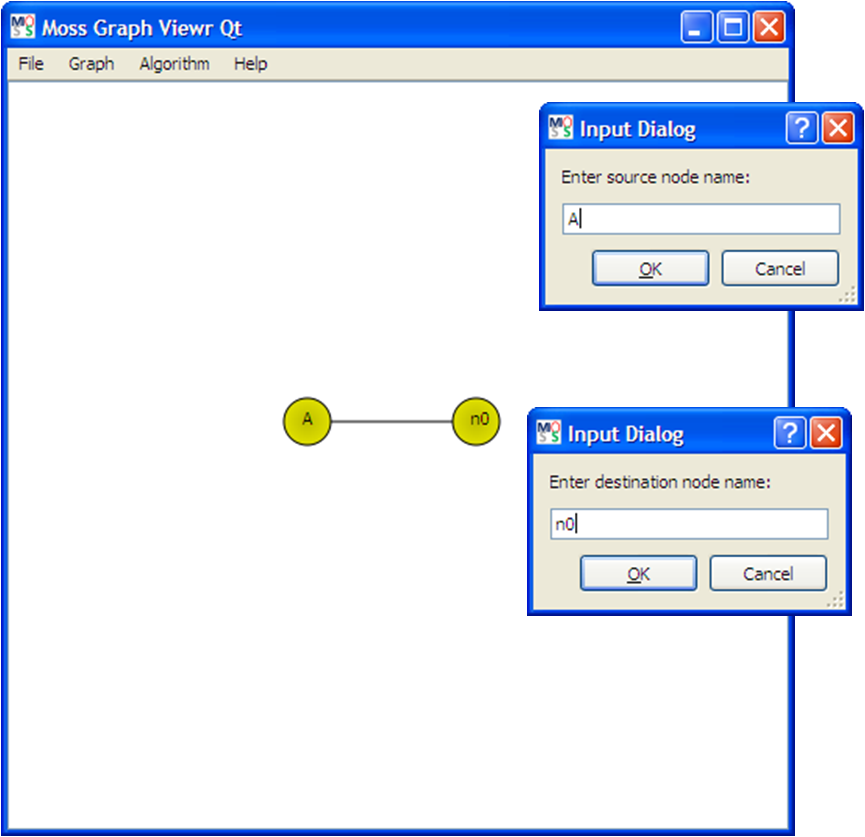 Moss Graph Viewr Qt
File Graph Algorithm Help
Input Dialog
Enter source node name:
A
OK Cancel
A n0
Input Dialog
Enter destination node name:
n0
OK Cancel